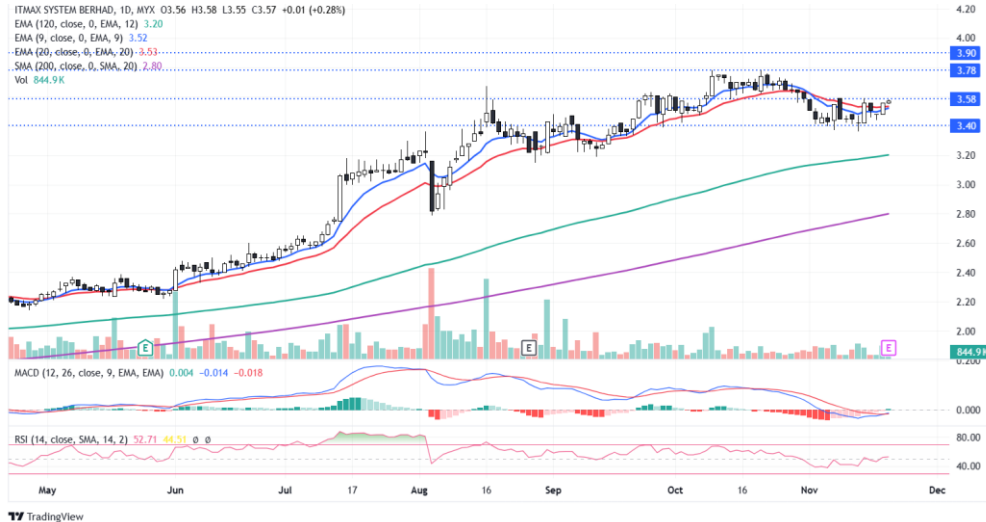 ITMAX SYSTEM BERHAD, 1D, MYX O3.56 H3.58 L3.55 C3.57 +0.01 (+0.28%)
EMA (120, close, 0, EMA, 12) 3.20
EMA (9, close, 0, EMA, 9) 3.52
EMA (20, close, 0, EMA, 20) 3.53
SMA (200, close, 0, SMA, 20) 2.80
Vol 844.9K
4.20
4.00
3.90
3.78
3.58
3.40
3.20
3.00
2.80
2.60
2.40
2.20
2.00
844.9K
0.200
E
E
E
MACD (12, 26, close, 9, EMA, EMA) 0.004 −0.014 −0.018
0.000
RSI (14, close, SMA, 14, 2) 52.71 44.51 ø ø
80.00
40.00
May Jun Jul 17 Aug 16 Sep Oct 16 Nov Dec
TradingView